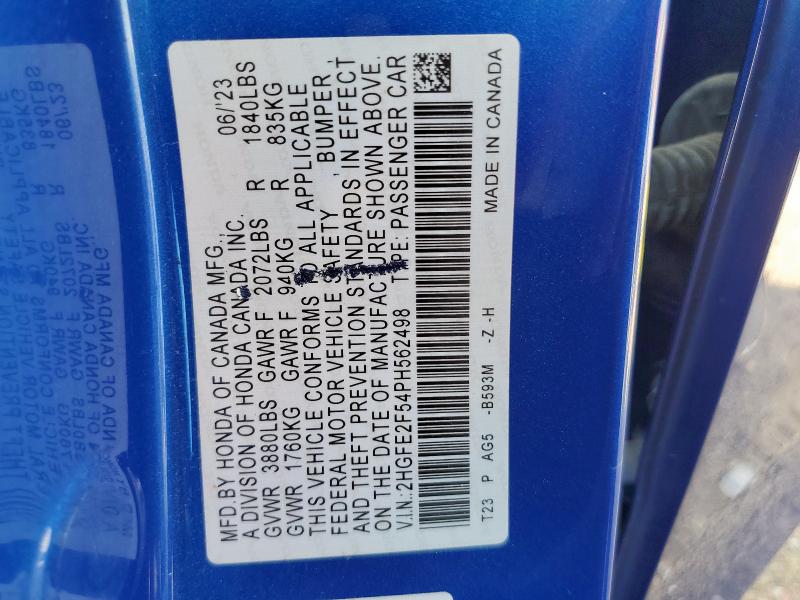 MFD.BY HONDA OF CANADA MFG., 06/'23
A DIVISION OF HONDA CANADA INC.
GVWR 3880LBS GAWR F 2072LBS R 1840LBS
GVWR 1760KG GAWR F 940KG R 835KG
THIS VEHICLE CONFORMS TO ALL APPLICABLE
FEDERAL MOTOR VEHICLE SAFETY, BUMPER,
AND THEFT PREVENTION STANDARDS, IN EFFECT
ON THE DATE OF MANUFACTURE SHOWN ABOVE.
V.I.N.:2HGFE2F54PH562498 TYPE: PASSENGER CAR
T23 P AG5 -B593M -Z -H MADE IN CANADA